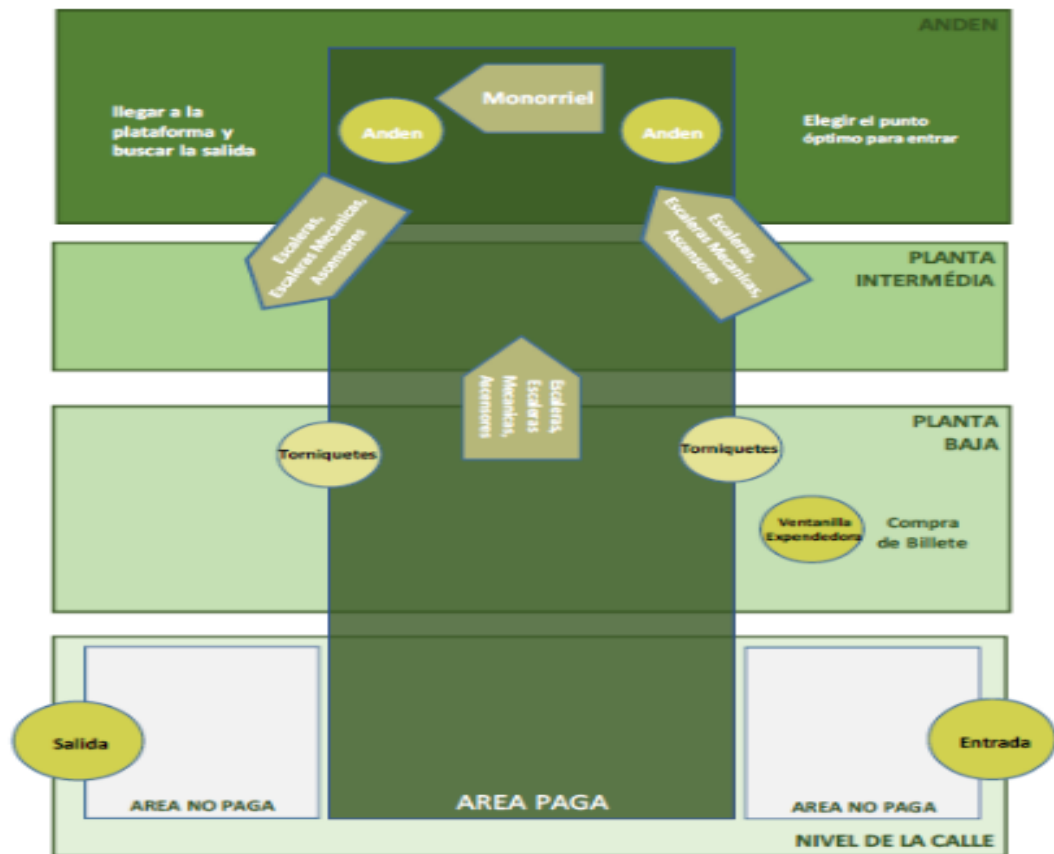 ANDEN
Monorriel
llegar a la
plataforma y
buscar la salida
Anden
Anden
Elegir el punto
óptimo para entrar
Escaleras,
Escaleras Mecanicas,
Ascensores
Escaleras,
Escaleras Mecanicas,
Ascensores
PLANTA
INTERMÉDIA
Escaleras,
Escaleras
Mecanicas,
Ascensores
PLANTA
BAJA
Torniquetes
Torniquetes
Ventanilla
Expendedora
Compra
de Billete
Salida
Entrada
AREA NO PAGA
AREA PAGA
AREA NO PAGA
NIVEL DE LA CALLE